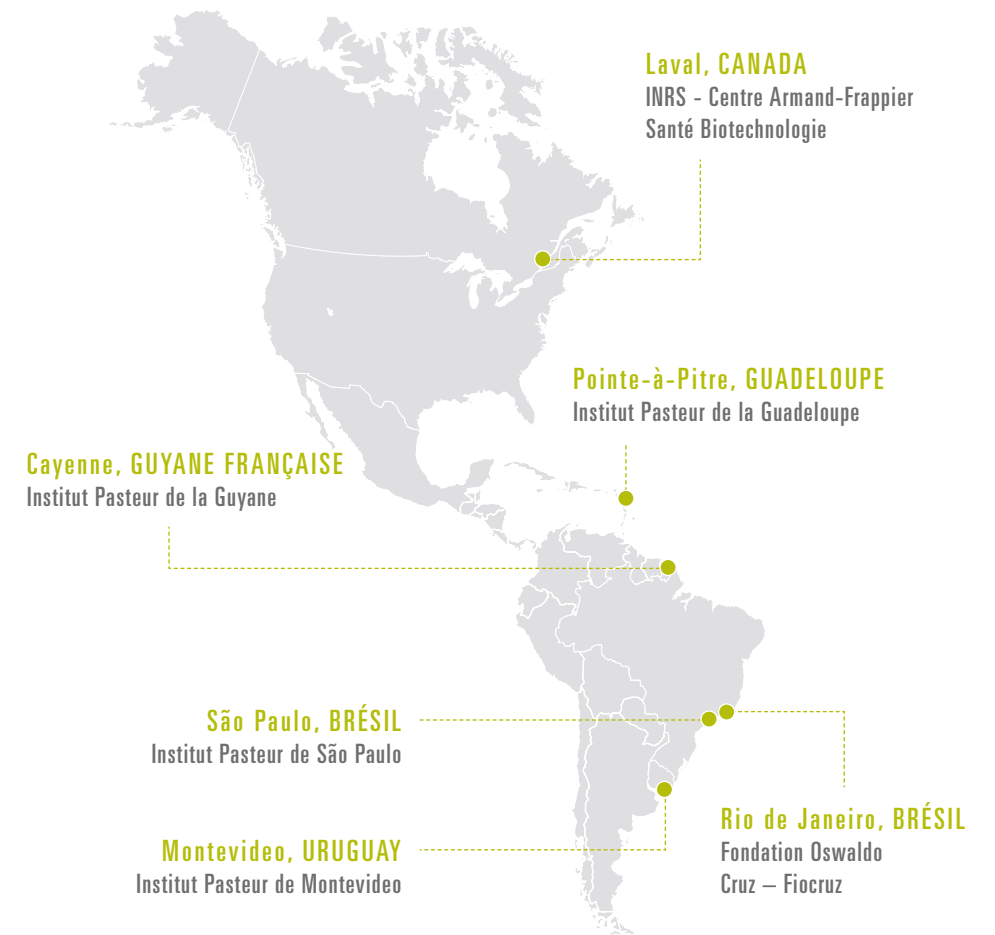 Laval, CANADA
INRS - Centre Armand-Frappier
Santé Biotechnologie
Pointe-à-Pitre, GUADELOUPE
Institut Pasteur de la Guadeloupe
Cayenne, GUYANE FRANÇAISE
Institut Pasteur de la Guyane
São Paulo, BRÉSIL
Institut Pasteur de São Paulo
Rio de Janeiro, BRÉSIL
Fondation Oswaldo
Cruz – Fiocruz
Montevideo, URUGUAY
Institut Pasteur de Montevideo